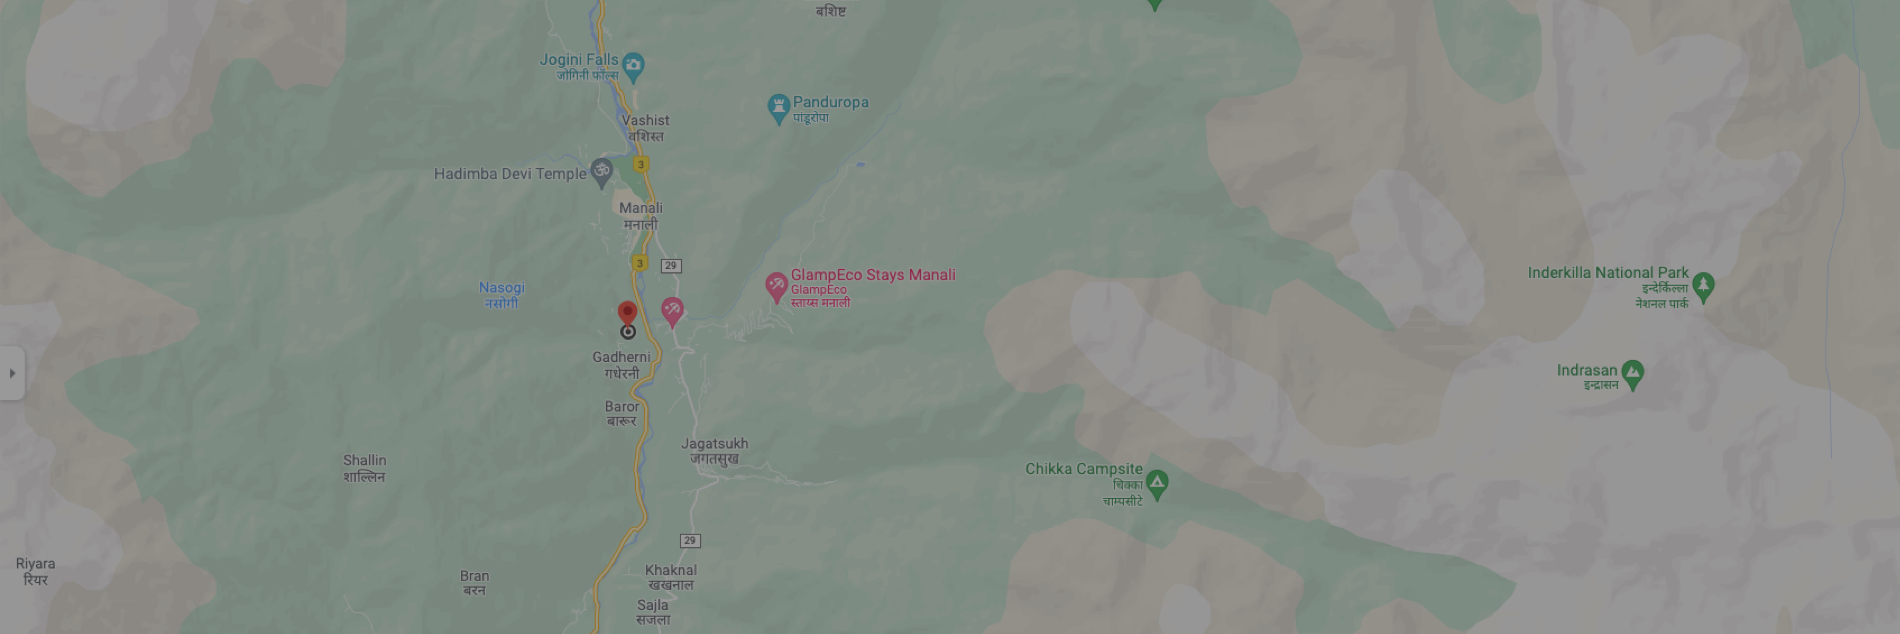 बशिष्ट
Jogini Falls
जोगिनी फॉल्स
Panduropa
पांडूरोपा
Vashist
वशिस्त
3
Hadimba Devi Temple
Manali
मनाली
3
29
GlampEco Stays Manali
GlampEco
स्ताय्स मनाली
Inderkilla National Park
इन्देर्किल्ला
नेशनल पार्क
Nasogi
नसोगी
Gadherni
गधेरनी
Indrasan
इन्द्रासन
Baror
बारूर
Jagatsukh
जगतसुख
Shallin
शाल्लिन
Chikka Campsite
चिक्का
चाम्पसीटे
29
Riyara
रियर
Bran
बरन
Khaknal
खखनाल
Sajla
सजला